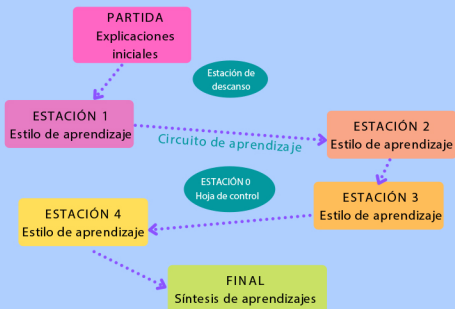 PARTIDA
Explicaciones
iniciales
Estación de
descanso
ESTACIÓN 1
Estilo de aprendizaje
Circuito de aprendizaje
ESTACIÓN 2
Estilo de aprendizaje
ESTACIÓN 0
Hoja de control
ESTACIÓN 3
Estilo de aprendizaje
ESTACIÓN 4
Estilo de aprendizaje
FINAL
Síntesis de aprendizajes